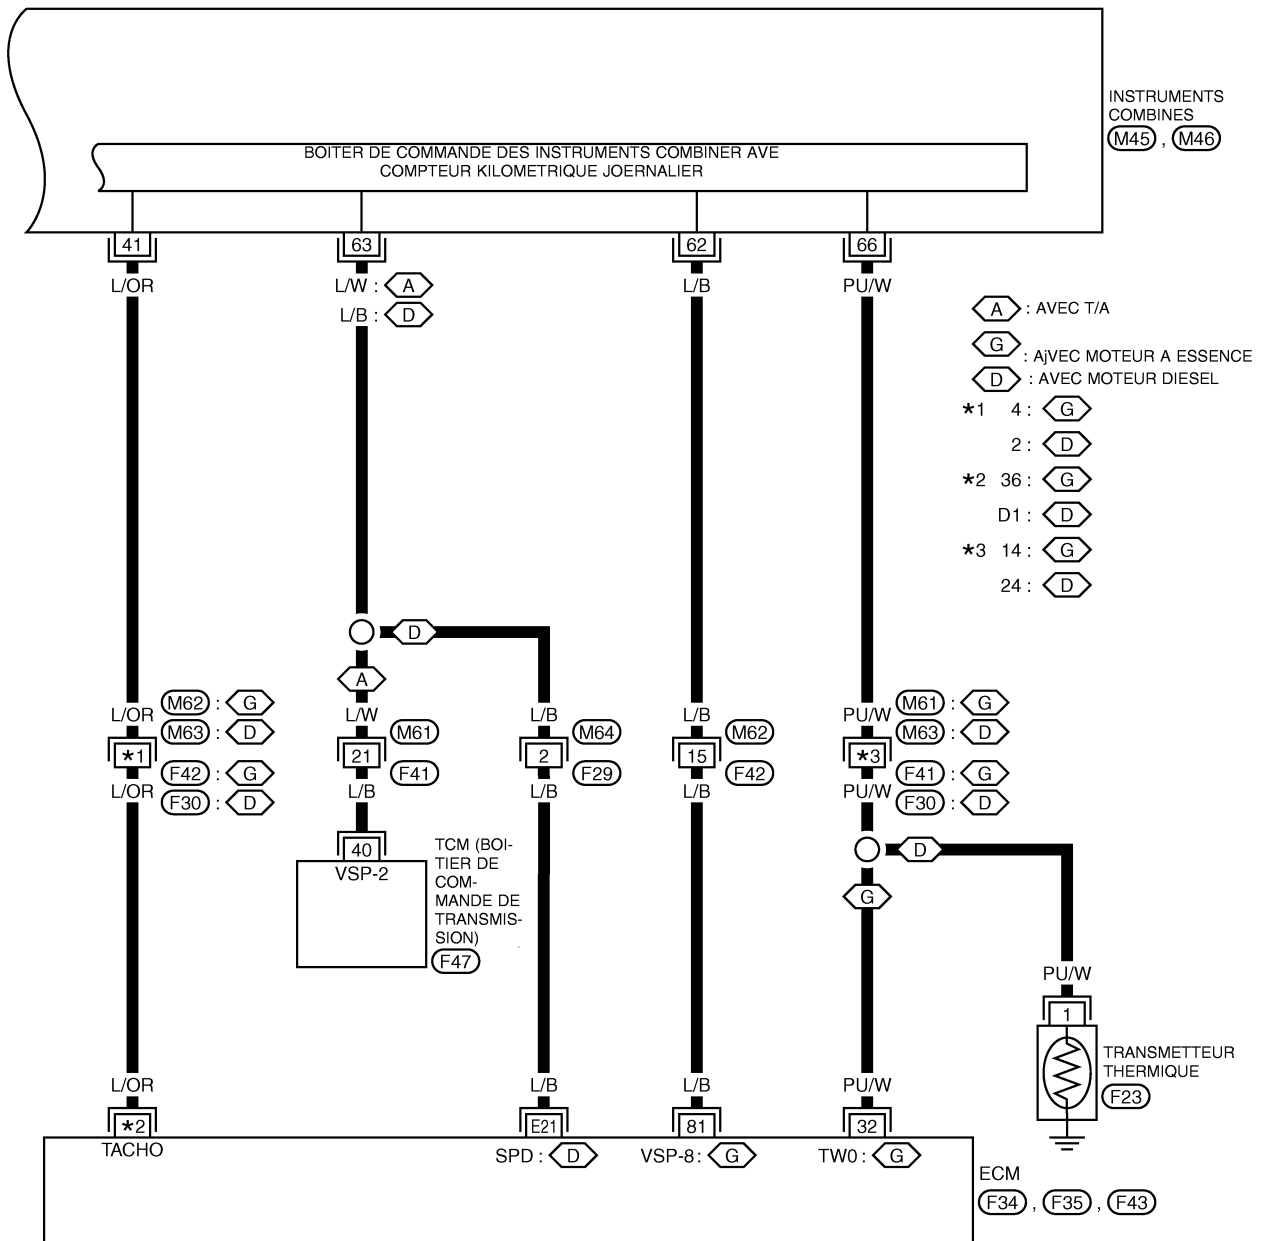 INSTRUMENTS
COMBINES
M45 , M46
BOITER DE COMMANDE DES INSTRUMENTS COMBINER AVE
COMPTEUR KILOMETRIQUE JOERNALIER
41 63 62 66
L/OR L/W : A L/B PU/W
L/B : D
A : AVEC T/A
G : AjVEC MOTEUR A ESSENCE
D : AVEC MOTEUR DIESEL
*1 4 : G
2 : D
*2 36 : G
D1 : D
*3 14 : G
24 : D
D
A
L/OR M62 : G L/W L/B L/B PU/W M61 : G
M63 : D M61 M64 M62 M63 : D
*1 21 2 15 *3
F42 : G F41 F29 F42 F41 : G
L/OR F30 : D L/B L/B L/B PU/W F30 : D
40
VSP-2
TCM (BOI-
TIER DE
COM-
MANDE DE
TRANSMIS-
SION)
F47
D
G
PU/W
1
TRANSMETTEUR
THERMIQUE
F23
L/OR L/B L/B PU/W
*2 E21 81 32
TACHO SPD : D VSP-8 : G TW0 : G
ECM
F34 , F35 , F43